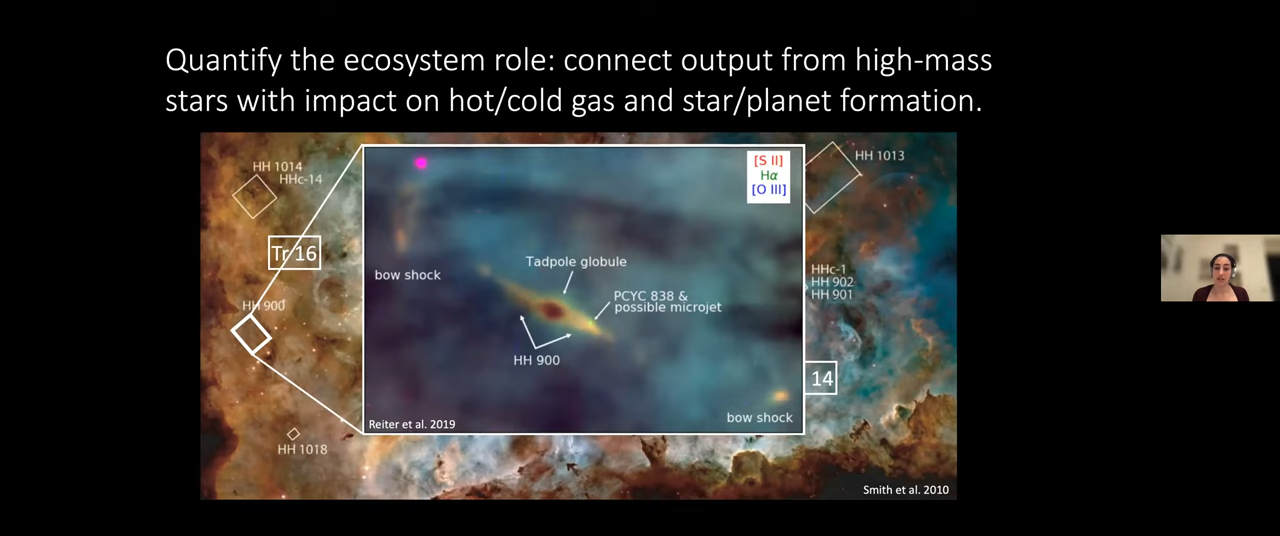 Quantify the ecosystem role: connect output from high-mass
stars with impact on hot/cold gas and star/planet formation.
HH 1014
HHc-14
Tr 16
HH 900
HH 1018
[S II]
Hα
[O III]
bow shock
Tadpole globule
PCYC 838 &
possible microjet
HH 900
bow shock
Reiter et al. 2019
HH 1013
HHc-1
HH 902
HH 901
14
Smith et al. 2010